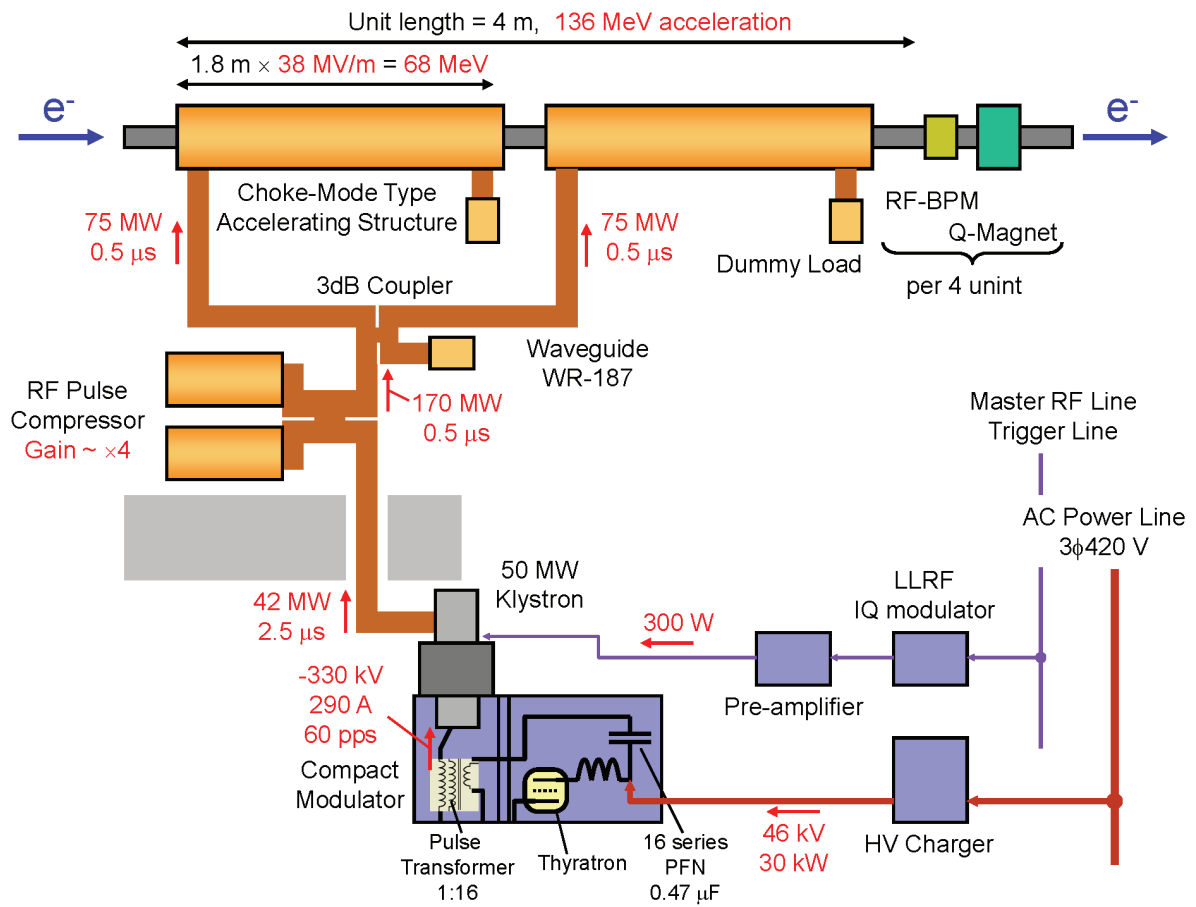 Unit length = 4 m, 136 MeV acceleration
1.8 m × 38 MV/m = 68 MeV
e-
e-
Choke-Mode Type
Accelerating Structure
75 MW
0.5 μs
75 MW
0.5 μs
RF-BPM
Q-Magnet
Dummy Load
per 4 unint
3dB Coupler
Waveguide
WR-187
RF Pulse
Compressor
Gain ~ ×4
170 MW
0.5 μs
Master RF Line
Trigger Line
AC Power Line
3ϕ420 V
50 MW
Klystron
LLRF
IQ modulator
42 MW
2.5 μs
300 W
Pre-amplifier
-330 kV
290 A
60 pps
Compact
Modulator
46 kV
30 kW
HV Charger
Pulse
Transformer
1:16
Thyratron
16 series
PFN
0.47 μF